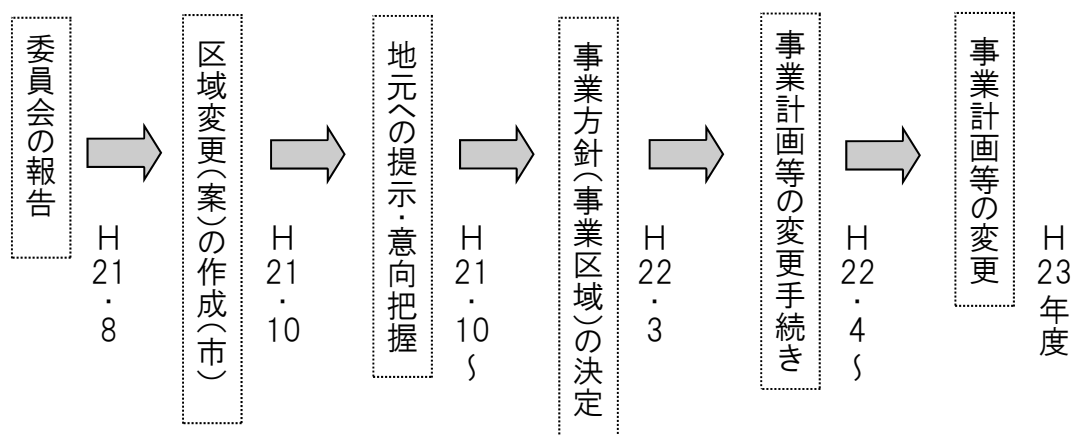 委員会の報告
H21・8
区域変更(案)の作成(市)
H21・10
地元への提示・意向把握
H21・10～
事業方針(事業区域)の決定
H22・3
事業計画等の変更手続き
H22・4～
事業計画等の変更
H23年度